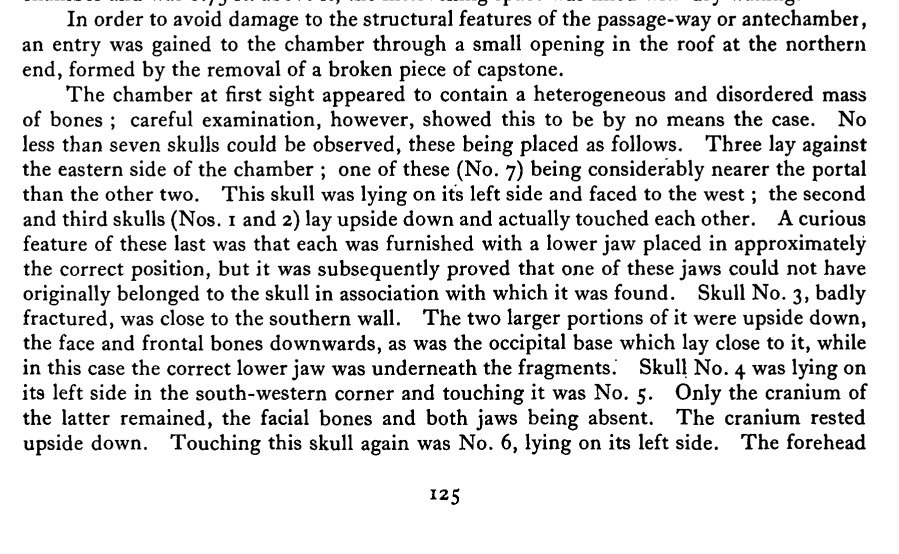 In order to avoid damage to the structural features of the passage-way or antechamber,
an entry was gained to the chamber through a small opening in the roof at the northern
end, formed by the removal of a broken piece of capstone.
The chamber at first sight appeared to contain a heterogeneous and disordered mass
of bones ; careful examination, however, showed this to be by no means the case. No
less than seven skulls could be observed, these being placed as follows. Three lay against
the eastern side of the chamber ; one of these (No. 7) being considerably nearer the portal
than the other two. This skull was lying on its left side and faced to the west ; the second
and third skulls (Nos. 1 and 2) lay upside down and actually touched each other. A curious
feature of these last was that each was furnished with a lower jaw placed in approximately
the correct position, but it was subsequently proved that one of these jaws could not have
originally belonged to the skull in association with which it was found. Skull No. 3, badly
fractured, was close to the southern wall. The two larger portions of it were upside down,
the face and frontal bones downwards, as was the occipital base which lay close to it, while
in this case the correct lower jaw was underneath the fragments. Skull No. 4 was lying on
its left side in the south-western corner and touching it was No. 5. Only the cranium of
the latter remained, the facial bones and both jaws being absent. The cranium rested
upside down. Touching this skull again was No. 6, lying on its left side. The forehead
125